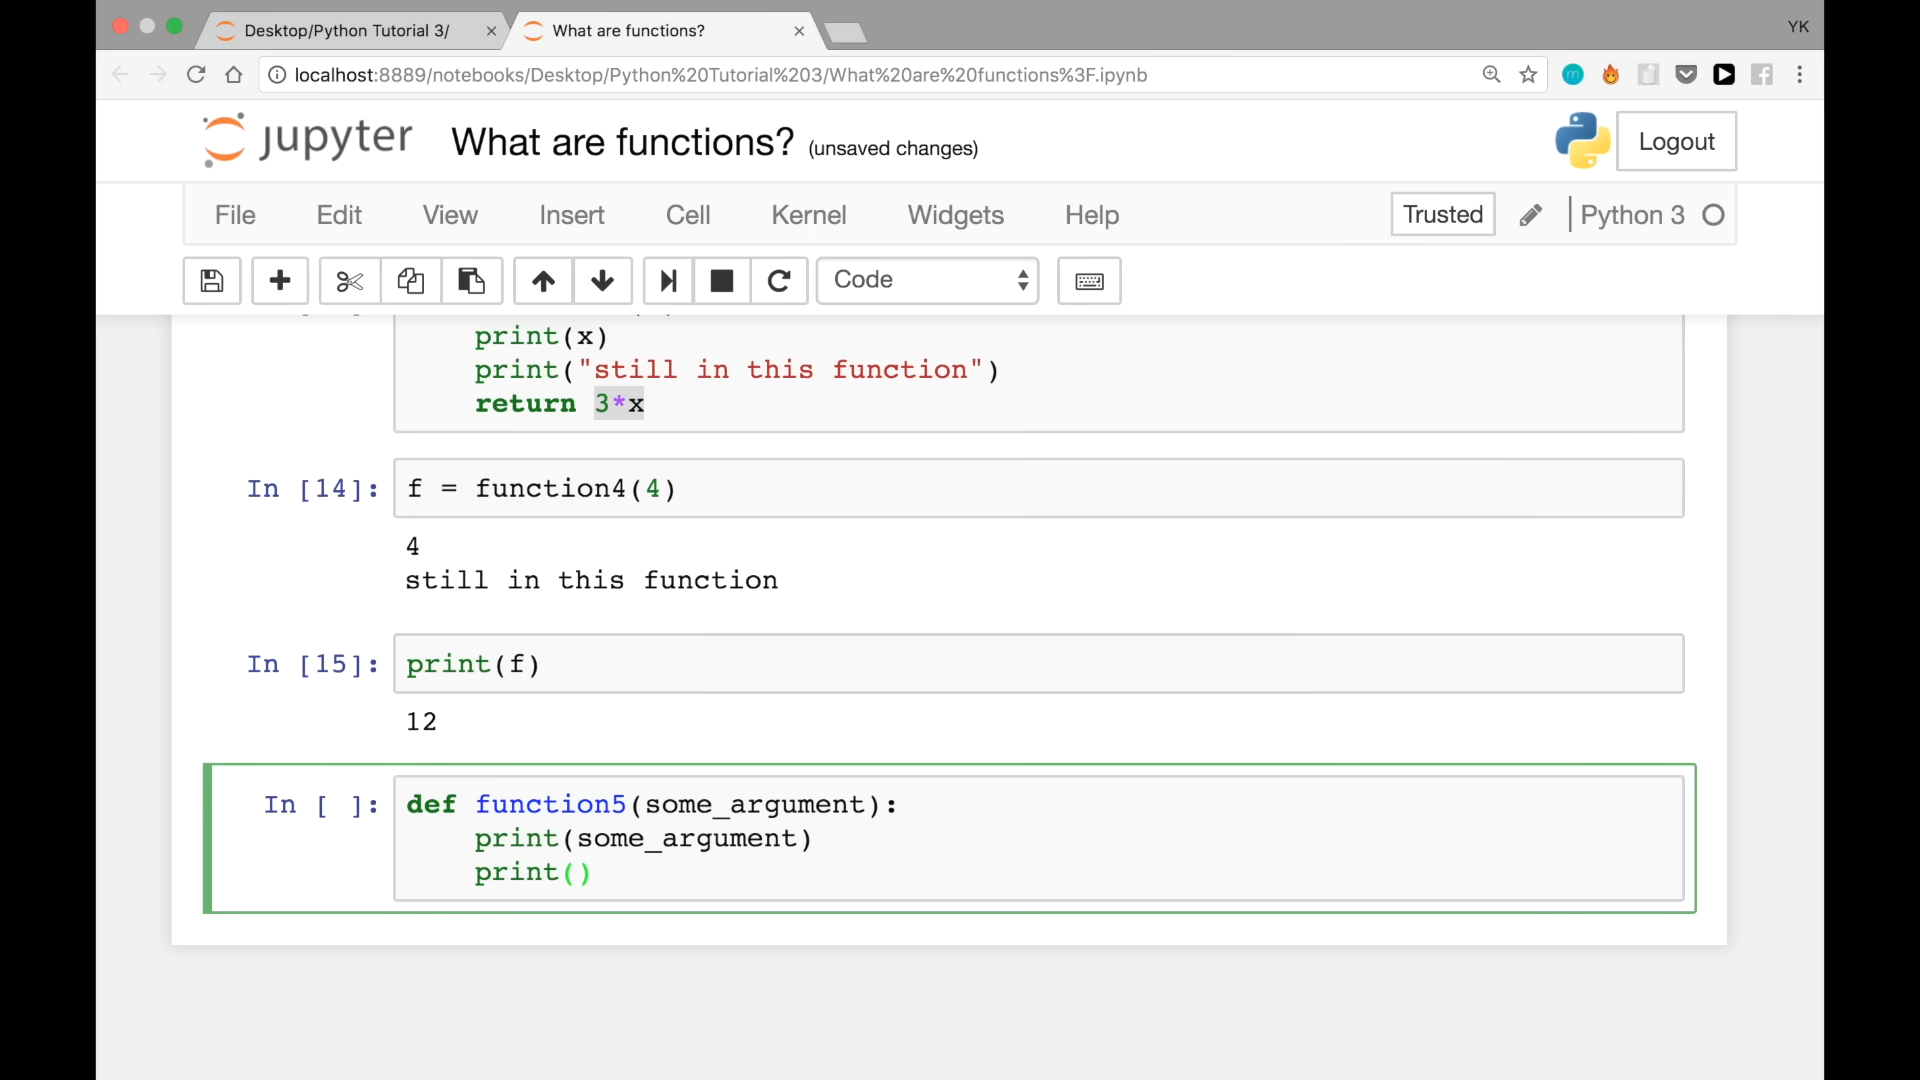 Desktop/Python Tutorial 3/
What are functions?
YK
localhost:8889/notebooks/Desktop/Python%20Tutorial%203/What%20are%20functions%3F.ipynb
jupyter
What are functions? (unsaved changes)
Logout
File Edit View Insert Cell Kernel Widgets Help
Trusted
Python 3
Code
print(x)
print("still in this function")
return 3*x
In [14]: f = function4(4)
4
still in this function
In [15]: print(f)
12
In [ ]: def function5(some_argument):
print(some_argument)
print()